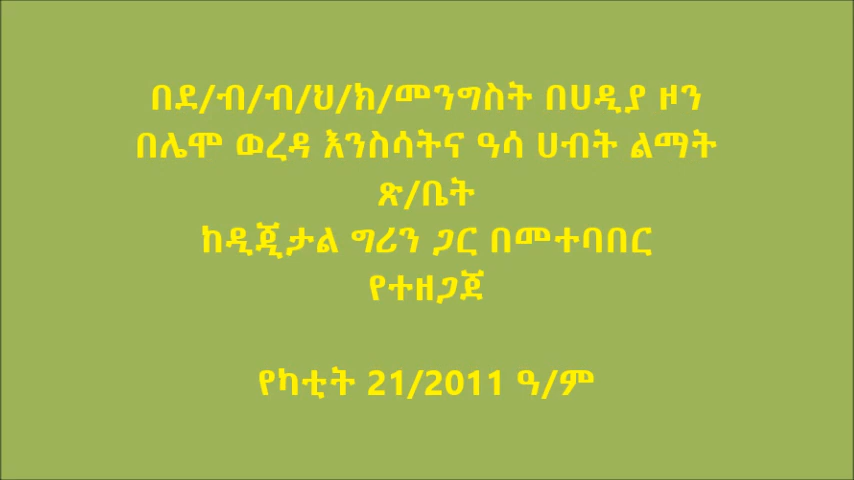 በደ/ብ/ብ/ህ/ክ/መንግስት በሀዲያ ዞን
በሌሞ ወረዳ እንስሳትና ዓሳ ሀብት ልማት
ጽ/ቤት
ከዲጂታል ግሪን ጋር በመተባበር
የተዘጋጀ
የካቲት 21/2011 ዓ/ም